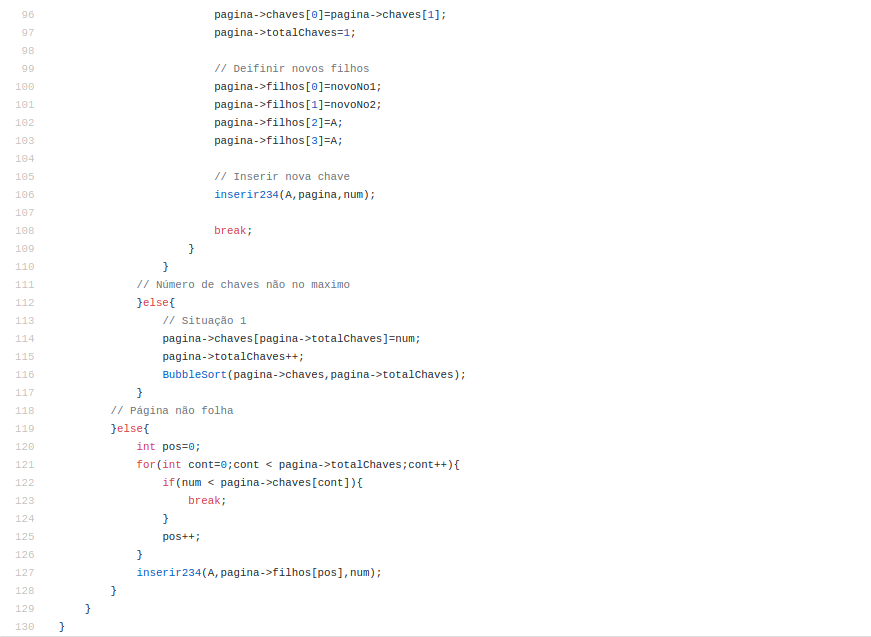 96 pagina->chaves[0]=pagina->chaves[1];
97 pagina->totalChaves=1;
98
99 // Deifinir novos filhos
100 pagina->filhos[0]=novoNo1;
101 pagina->filhos[1]=novoNo2;
102 pagina->filhos[2]=A;
103 pagina->filhos[3]=A;
104
105 // Inserir nova chave
106 inserir234(A,pagina,num);
107
108 break;
109 }
110 }
111 // Número de chaves não no maximo
112 }else{
113 // Situação 1
114 pagina->chaves[pagina->totalChaves]=num;
115 pagina->totalChaves++;
116 BubbleSort(pagina->chaves,pagina->totalChaves);
117 }
118 // Página não folha
119 }else{
120 int pos=0;
121 for(int cont=0;cont < pagina->totalChaves;cont++){
122 if(num < pagina->chaves[cont]){
123 break;
124 }
125 pos++;
126 }
127 inserir234(A,pagina->filhos[pos],num);
128 }
129 }
130 }